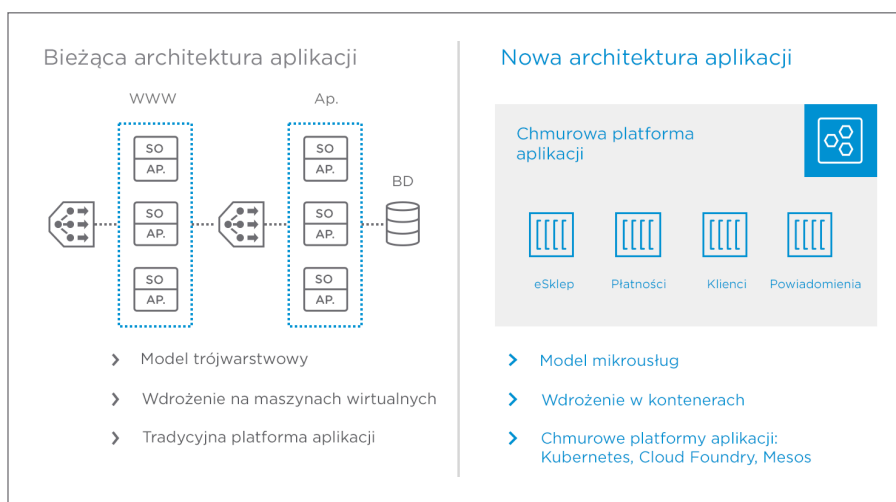 Bieżąca architektura aplikacji
WWW
Ap.
SO
AP.
SO
AP.
SO
AP.
SO
AP.
SO
AP.
SO
AP.
BD
Model trójwarstwowy
Wdrożenie na maszynach wirtualnych
Tradycyjna platforma aplikacji
Nowa architektura aplikacji
Chmurowa platforma
aplikacji
eSklep
Płatności
Klienci
Powiadomienia
Model mikrousług
Wdrożenie w kontenerach
Chmurowe platformy aplikacji:
Kubernetes, Cloud Foundry, Mesos